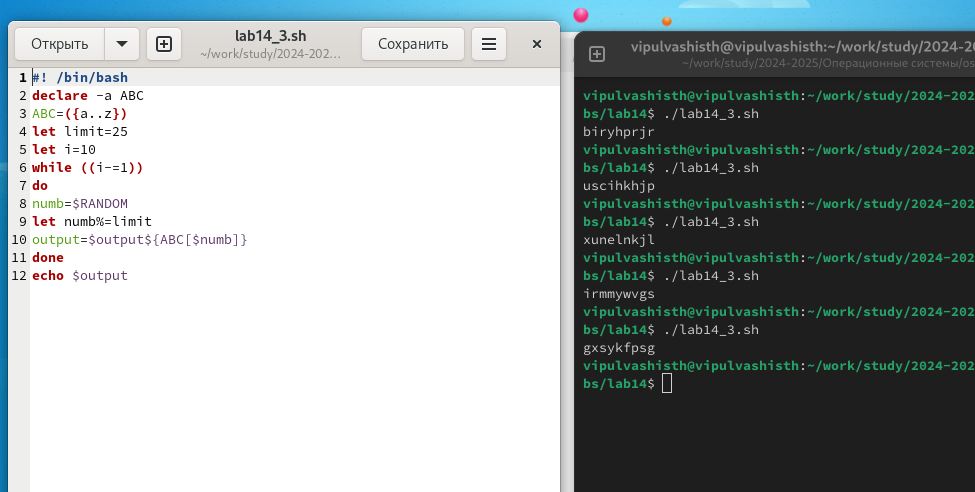 Открыть
lab14_3.sh
~/work/study/2024-202…
Сохранить
1 #! /bin/bash
2 declare -a ABC
3 ABC=({a..z})
4 let limit=25
5 let i=10
6 while ((i-=1))
7 do
8 numb=$RANDOM
9 let numb%=limit
10 output=$output${ABC[$numb]}
11 done
12 echo $output
vipulvashisth@vipulvashisth:~/work/study/2024-20
~/work/study/2024-2025/Операционные системы/os
vipulvashisth@vipulvashisth:~/work/study/2024-202
bs/lab14$ ./lab14_3.sh
biryhprjr
vipulvashisth@vipulvashisth:~/work/study/2024-202
bs/lab14$ ./lab14_3.sh
uscihkhjp
vipulvashisth@vipulvashisth:~/work/study/2024-202
bs/lab14$ ./lab14_3.sh
xunelnkjl
vipulvashisth@vipulvashisth:~/work/study/2024-202
bs/lab14$ ./lab14_3.sh
irmmywvgs
vipulvashisth@vipulvashisth:~/work/study/2024-202
bs/lab14$ ./lab14_3.sh
gxsykfpsg
vipulvashisth@vipulvashisth:~/work/study/2024-202
bs/lab14$